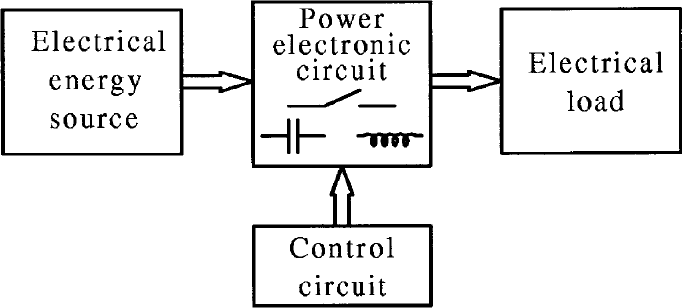 Electrical
energy
source
Power
electronic
circuit
Electrical
load
Control
circuit